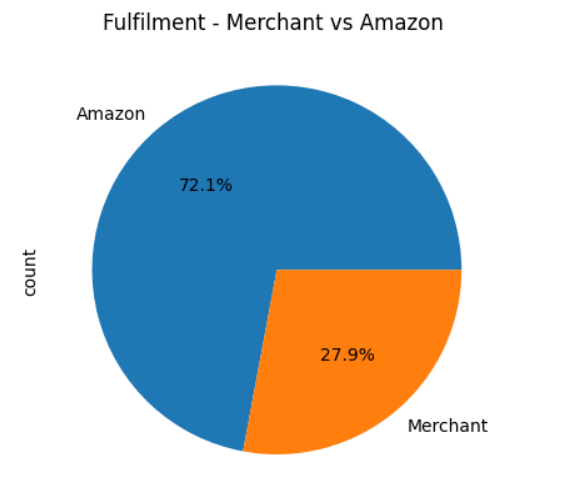 Fulfilment - Merchant vs Amazon
Amazon
72.1%
count
27.9%
Merchant